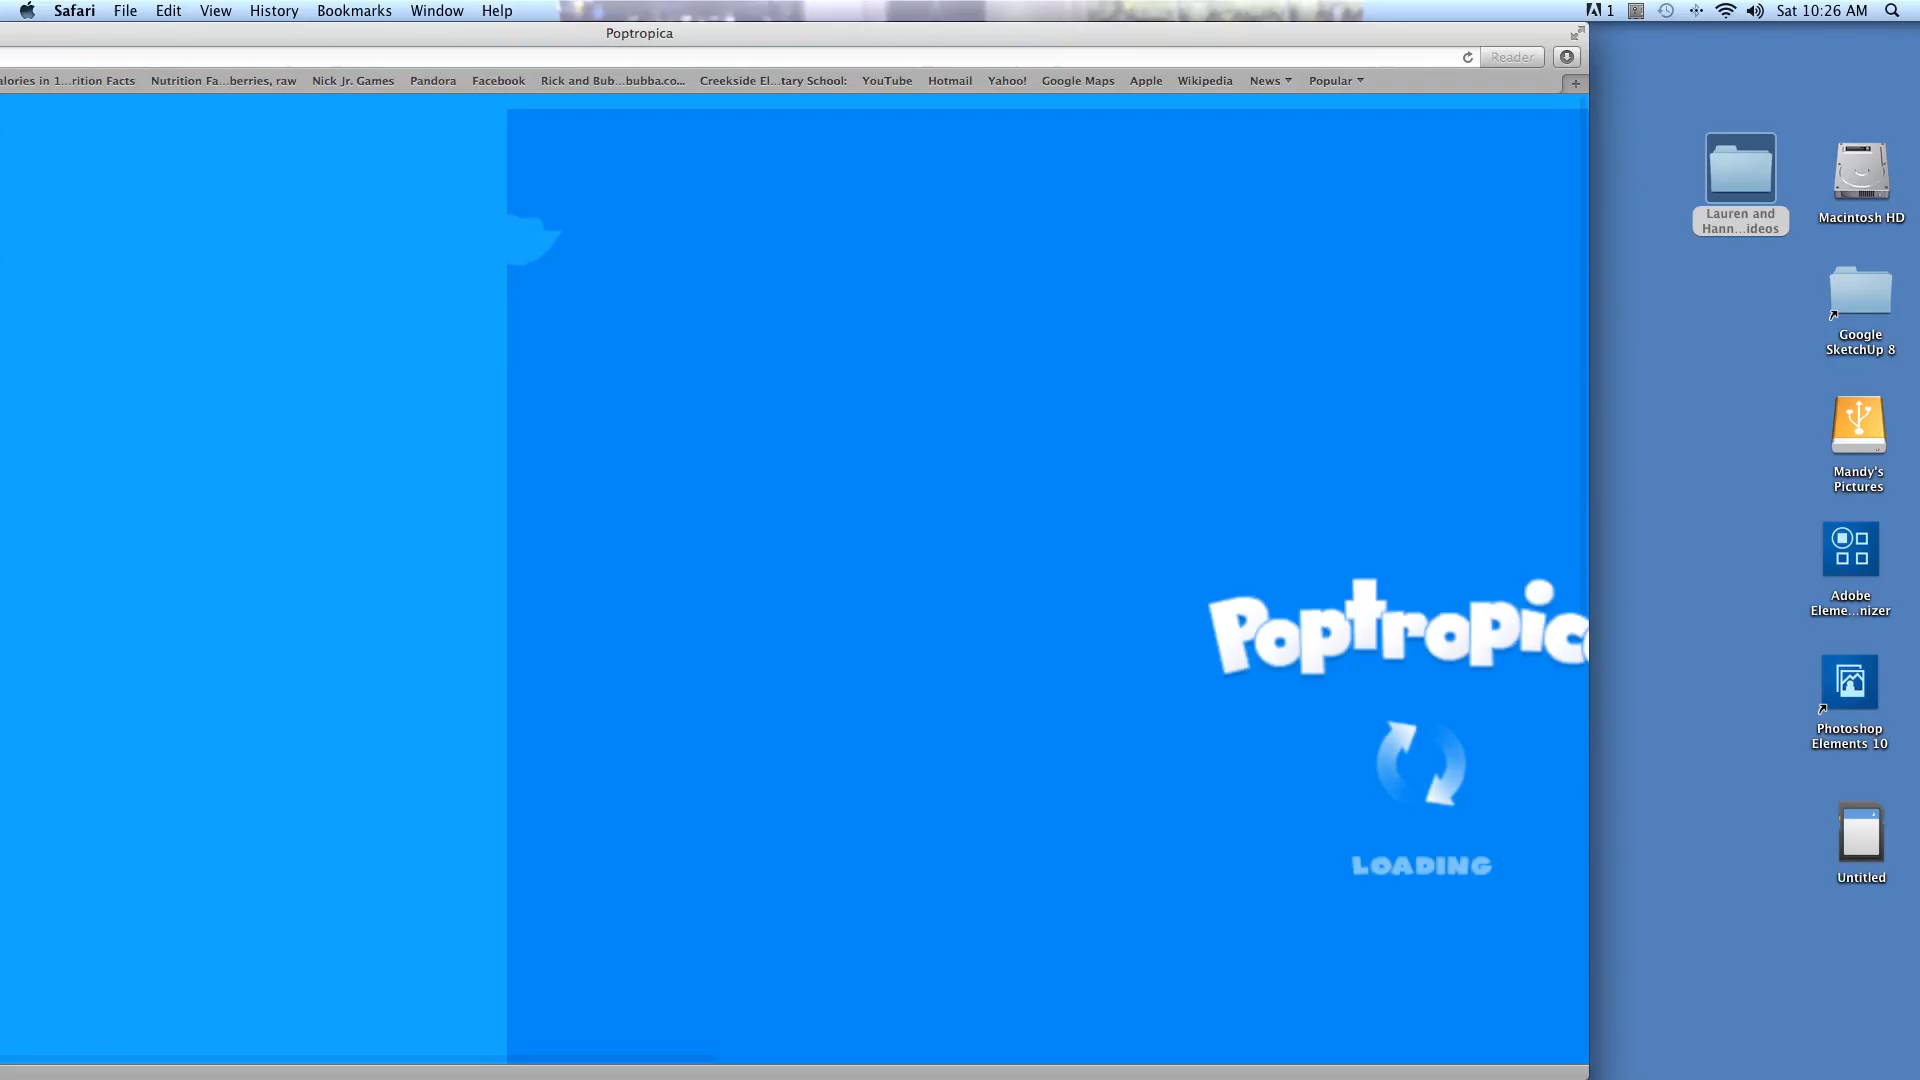 Safari File Edit View History Bookmarks Window Help 1 Sat 10:26 AM
Poptropica
Reader
alories in 1...rition Facts Nutrition Fa...berries, raw Nick Jr. Games Pandora Facebook Rick and Bub...bubba.co... Creekside El...tary School: YouTube Hotmail Yahoo! Google Maps Apple Wikipedia News Popular
Lauren and
Hann...ideos
Macintosh HD
Google
SketchUp 8
Mandy's
Pictures
Adobe
Eleme...nizer
Poptropic
Photoshop
Elements 10
LOADING
Untitled